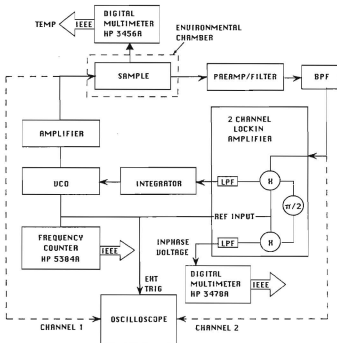 DIGITAL
MULTIMETER
HP 3456A
TEMP
IEEE
ENVIRONMENTAL
CHAMBER
SAMPLE
PREAMP/FILTER
BPF
AMPLIFIER
2 CHANNEL
LOCKIN
AMPLIFIER
VCO
INTEGRATOR
LPF
X
π/2
REF INPUT
FREQUENCY
COUNTER
HP 5384A
IEEE
INPHASE
VOLTAGE
LPF
X
EXT
TRIG
DIGITAL
MULTIMETER
HP 3478A
IEEE
OSCILLOSCOPE
CHANNEL 1
CHANNEL 2